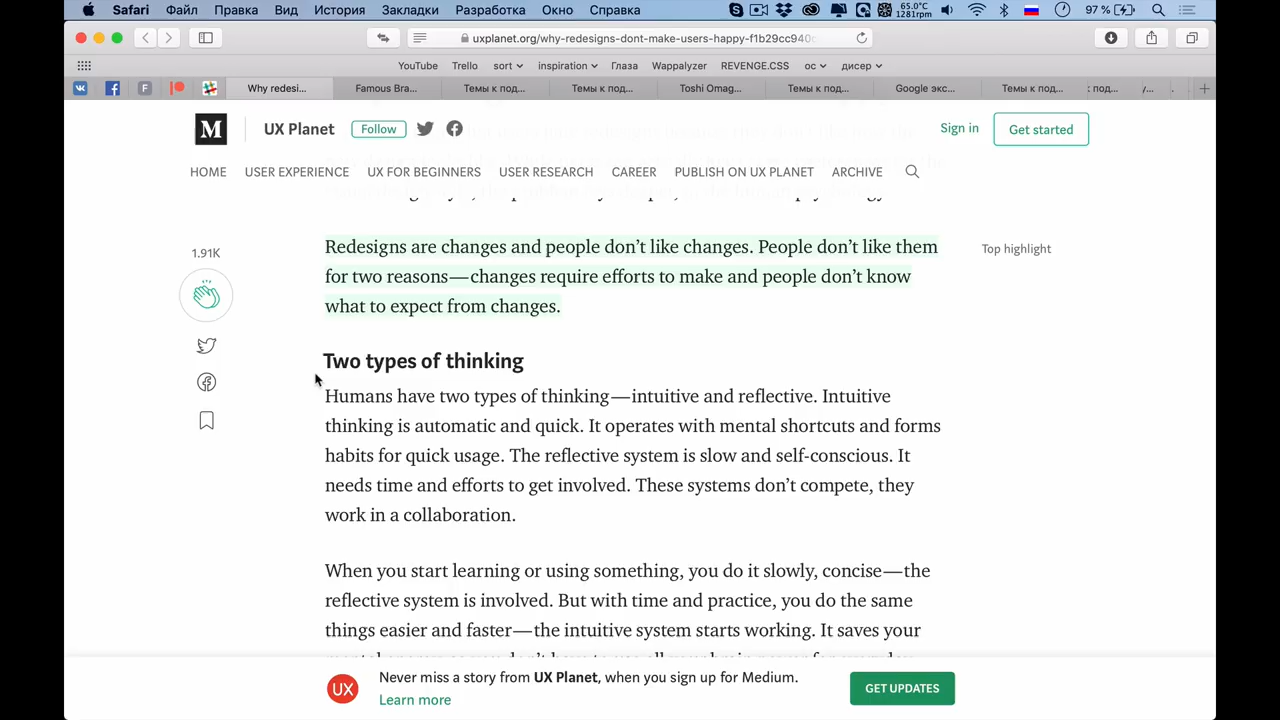 Safari Файл Правка Вид История Закладки Разработка Окно Справка 65.0°C 1281rpm 97 %
uxplanet.org/why-redesigns-dont-make-users-happy-f1b29cc940
YouTube Trello sort inspiration Глаза Wappalyzer REVENGE.CSS ос дисер
F Why redesi... Famous Bra... Темы к под... Темы к под... Toshi Omag... Темы к под... Google экс... Темы к под... к под...
M UX Planet Follow Sign in Get started
HOME USER EXPERIENCE UX FOR BEGINNERS USER RESEARCH CAREER PUBLISH ON UX PLANET ARCHIVE
Redesigns are changes and people don’t like changes. People don’t like them
for two reasons—changes require efforts to make and people don’t know
what to expect from changes.
Top highlight
1.91K
Two types of thinking
Humans have two types of thinking—intuitive and reflective. Intuitive
thinking is automatic and quick. It operates with mental shortcuts and forms
habits for quick usage. The reflective system is slow and self-conscious. It
needs time and efforts to get involved. These systems don’t compete, they
work in a collaboration.
When you start learning or using something, you do it slowly, concise—the
reflective system is involved. But with time and practice, you do the same
things easier and faster—the intuitive system starts working. It saves your
UX
Never miss a story from UX Planet, when you sign up for Medium.
Learn more
GET UPDATES